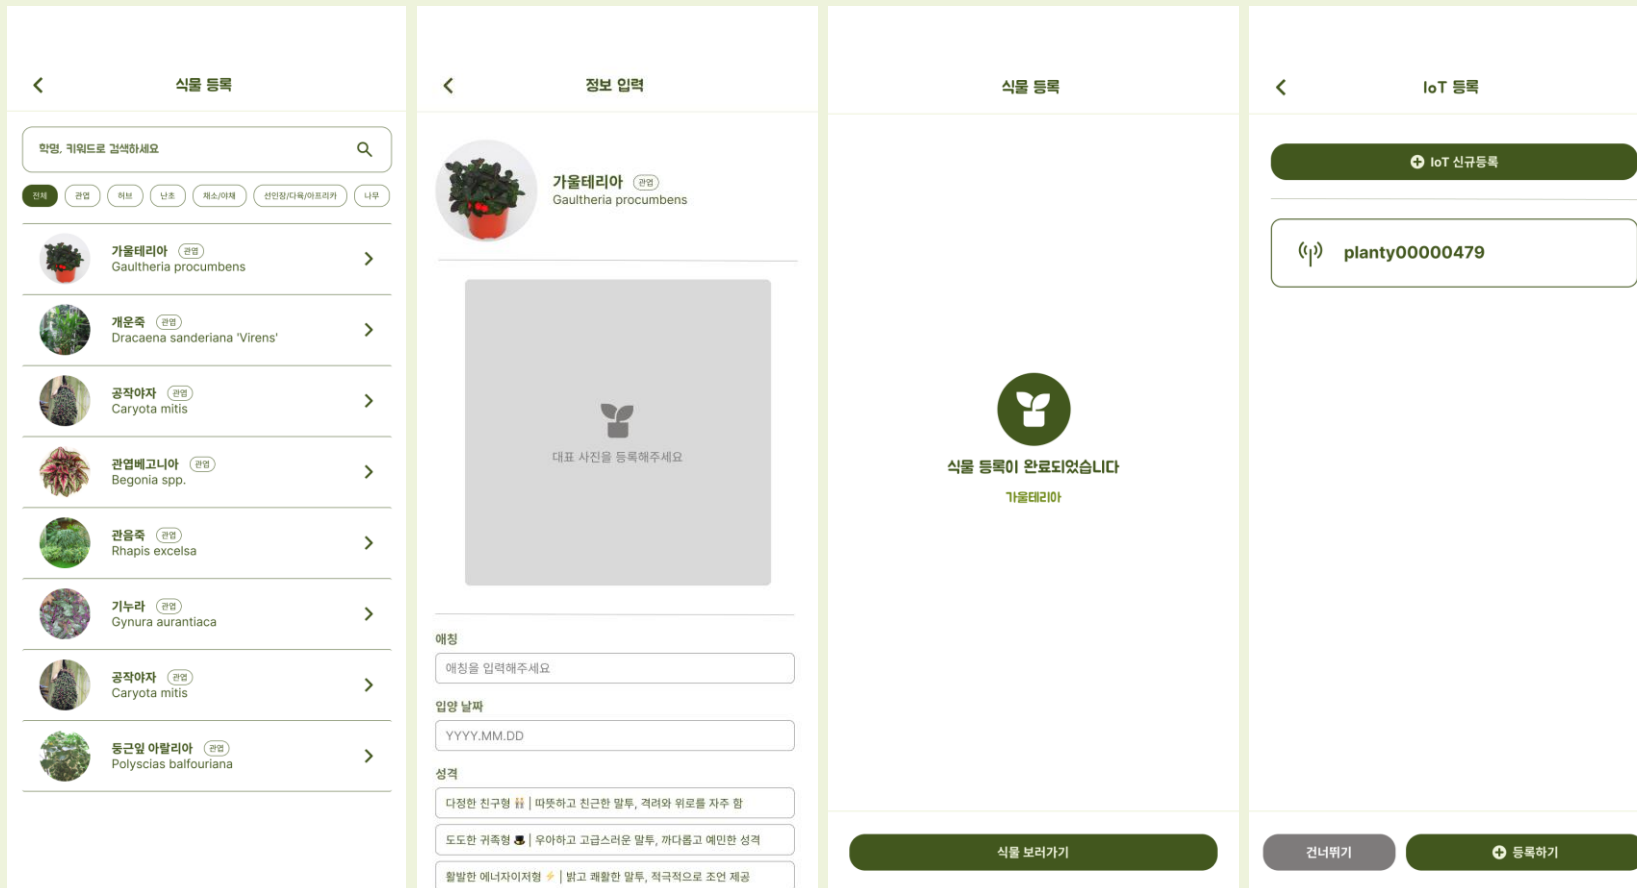 식물 등록
학명, 키워드로 검색하세요
전체 관엽 허브 난초 채소/야채 선인장/다육/아프리카 나무
가울테리아 관엽
Gaultheria procumbens
개운죽 관엽
Dracaena sanderiana 'Virens'
공작야자 관엽
Caryota mitis
관엽베고니아 관엽
Begonia spp.
관음죽 관엽
Rhapis excelsa
기누라 관엽
Gynura aurantiaca
공작야자 관엽
Caryota mitis
둥근잎 아랄리아 관엽
Polyscias balfouriana
정보 입력
가울테리아 관엽
Gaultheria procumbens
대표 사진을 등록해주세요
애칭
애칭을 입력해주세요
입양 날짜
YYYY.MM.DD
성격
다정한 친구형 👬 | 따뜻하고 친근한 말투, 격려와 위로를 자주 함
도도한 귀족형 🎩 | 우아하고 고급스러운 말투, 까다롭고 예민한 성격
활발한 에너자이저형 ⚡ | 밝고 쾌활한 말투, 적극적으로 조언 제공
식물 등록
식물 등록이 완료되었습니다
가울테리아
식물 보러가기
IoT 등록
IoT 신규등록
planty00000479
건너뛰기
등록하기